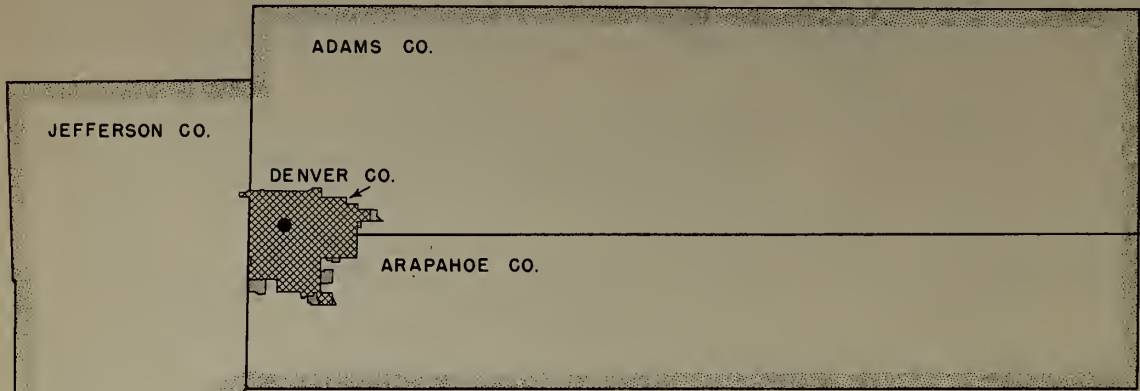 ADAMS CO.
JEFFERSON CO.
DENVER CO.
ARAPAHOE CO.